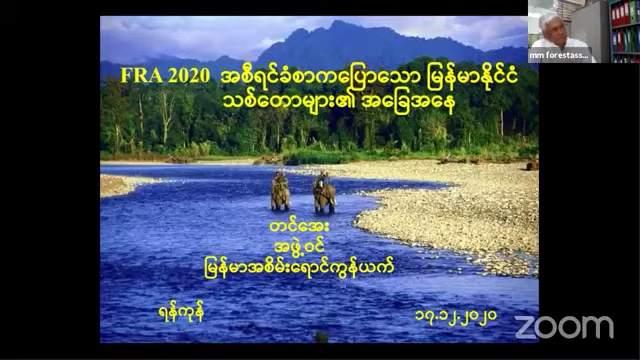 FRA 2020 အစီရင်ခံစာကပြောသော မြန်မာနိုင်ငံ
သစ်တောများ၏ အခြေအနေ
တင်အေး
အဖွဲ့ဝင်
မြန်မာအစိမ်းရောင်ကွန်ယက်
ရန်ကုန်
၁၇.၁၂.၂၀၂၀
mm forestass...
zoom